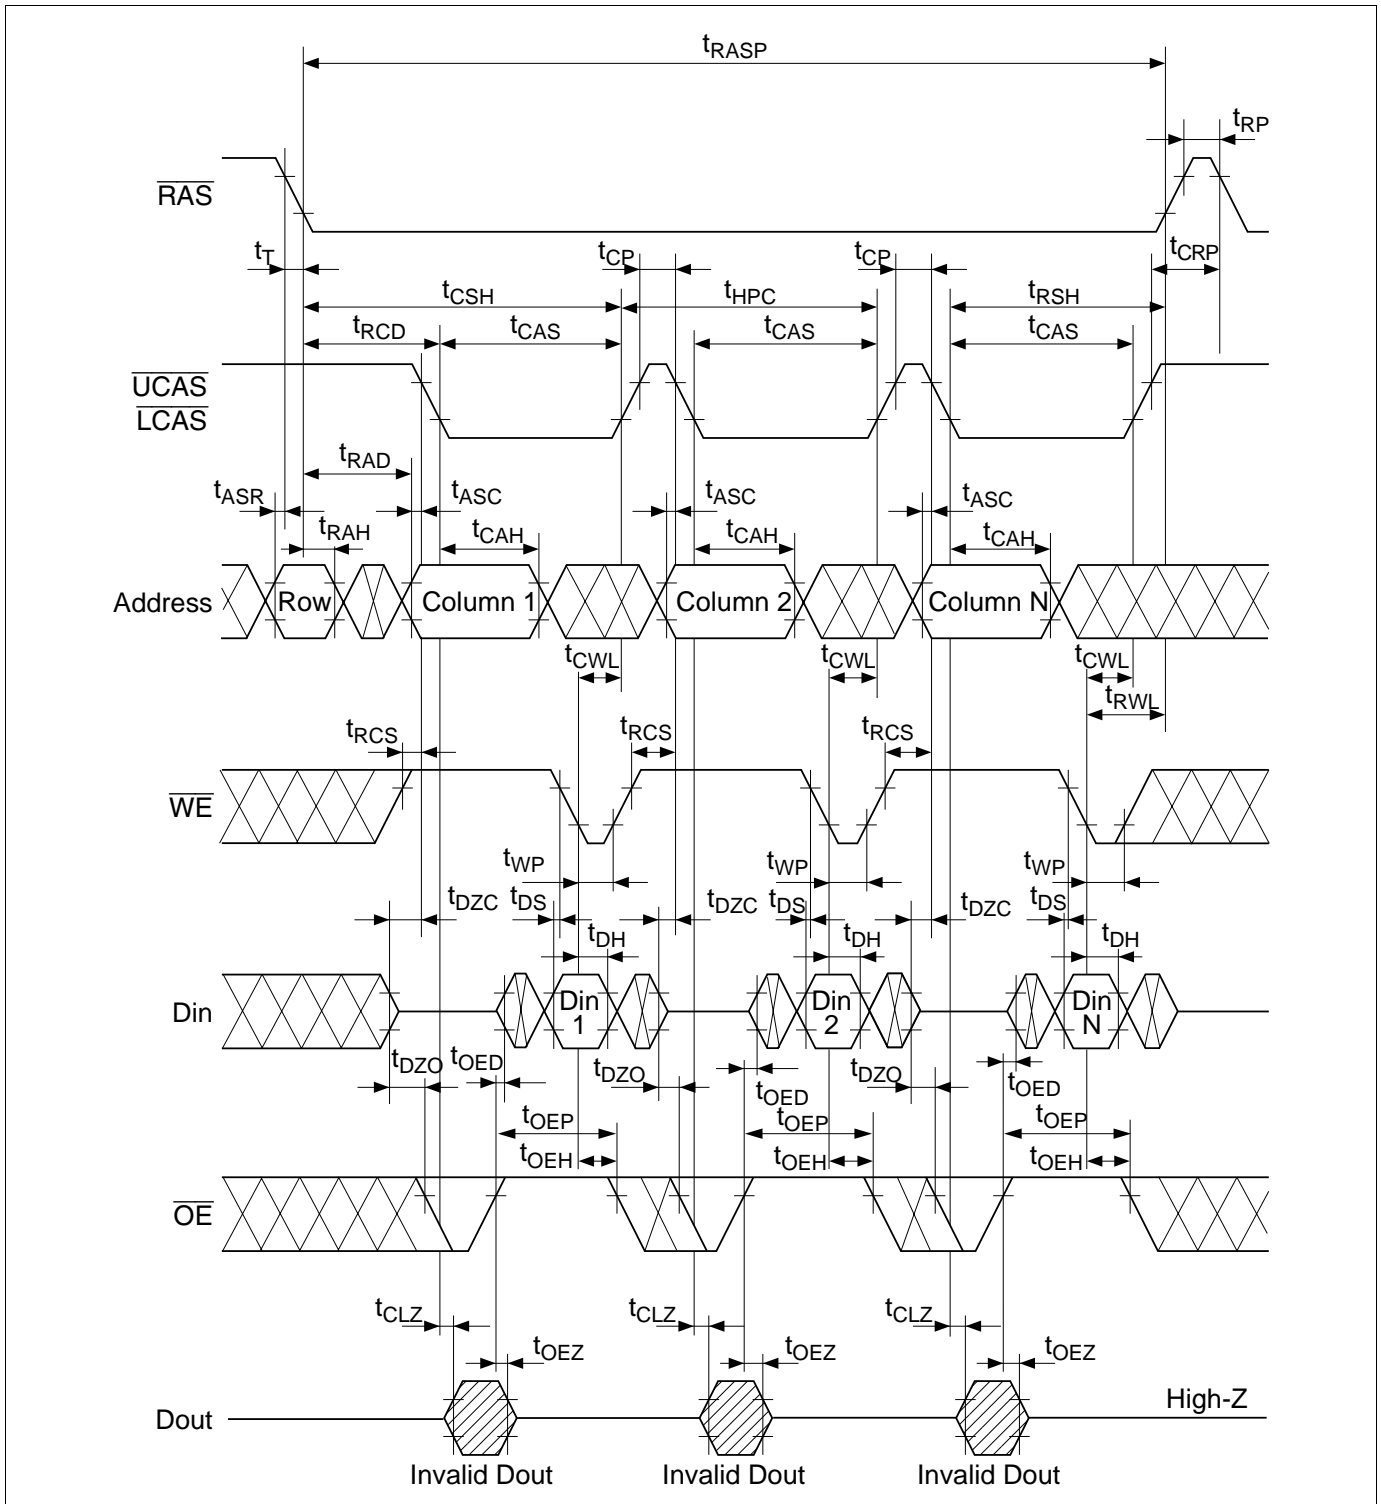 tRASP
tRP
RAS
tT
tCP
tCP
tCRP
tCSH
tHPC
tRSH
tRCD
tCAS
tCAS
tCAS
UCAS
LCAS
tRAD
tASR
tASC
tASC
tASC
tRAH
tCAH
tCAH
tCAH
Address
Row
Column 1
Column 2
Column N
tCWL
tCWL
tCWL
tRWL
tRCS
tRCS
tRCS
WE
tWP
tWP
tWP
tDZC
tDS
tDZC
tDS
tDZC
tDS
tDH
tDH
tDH
Din
Din 1
Din 2
Din N
tDZO
tOED
tDZO
tOED
tDZO
tOED
tOEP
tOEP
tOEP
tOEH
tOEH
tOEH
OE
tCLZ
tCLZ
tCLZ
tOEZ
tOEZ
tOEZ
Dout
High-Z
Invalid Dout
Invalid Dout
Invalid Dout